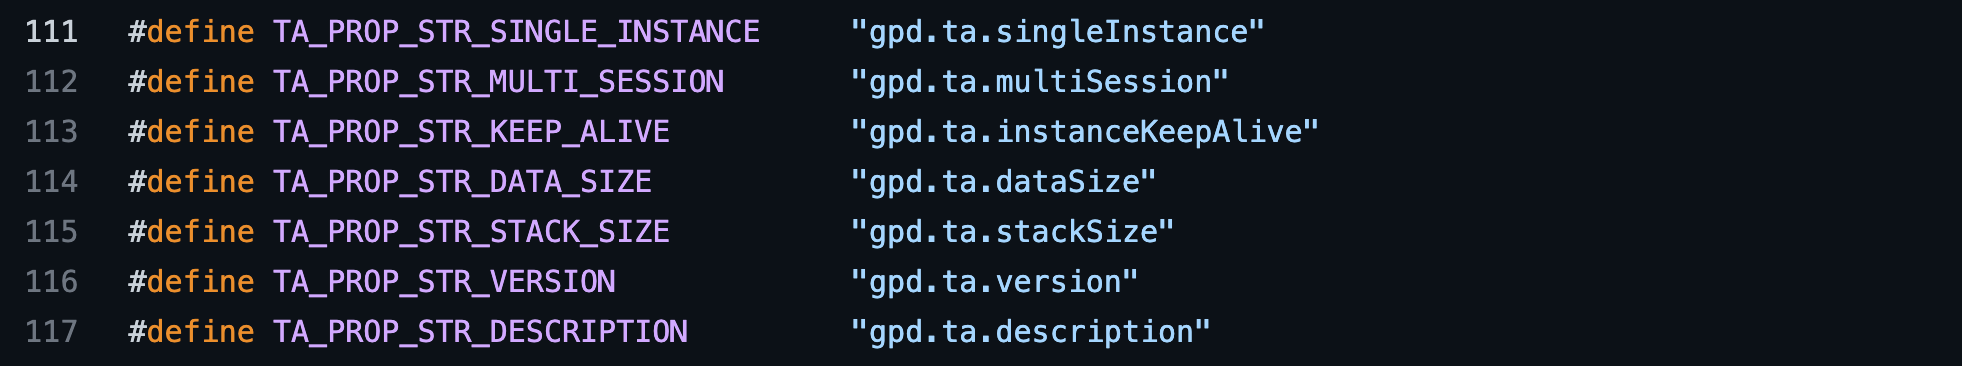 111 #define TA_PROP_STR_SINGLE_INSTANCE "gpd.ta.singleInstance"
112 #define TA_PROP_STR_MULTI_SESSION "gpd.ta.multiSession"
113 #define TA_PROP_STR_KEEP_ALIVE "gpd.ta.instanceKeepAlive"
114 #define TA_PROP_STR_DATA_SIZE "gpd.ta.dataSize"
115 #define TA_PROP_STR_STACK_SIZE "gpd.ta.stackSize"
116 #define TA_PROP_STR_VERSION "gpd.ta.version"
117 #define TA_PROP_STR_DESCRIPTION "gpd.ta.description"